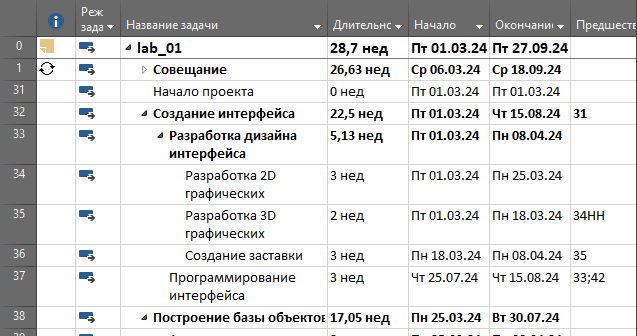 Реж
зада
Название задачи
Длительнс
Начало
Окончание
Предшеств
0 lab_01 28,7 нед Пт 01.03.24 Пт 27.09.24
1 Совещание 26,63 нед Ср 06.03.24 Ср 18.09.24
31 Начало проекта 0 нед Пт 01.03.24 Пт 01.03.24
32 Создание интерфейса 22,5 нед Пт 01.03.24 Чт 15.08.24 31
33 Разработка дизайна 5,13 нед Пт 01.03.24 Пн 08.04.24
интерфейса
34 Разработка 2D 3 нед Пт 01.03.24 Пн 25.03.24
графических
35 Разработка 3D 2 нед Пт 01.03.24 Пн 18.03.24 34НН
графических
36 Создание заставки 3 нед Пн 18.03.24 Пн 08.04.24 35
37 Программирование 3 нед Чт 25.07.24 Чт 15.08.24 33;42
интерфейса
38 Построение базы объектов 17,05 нед Пн 25.03.24 Вт 30.07.24